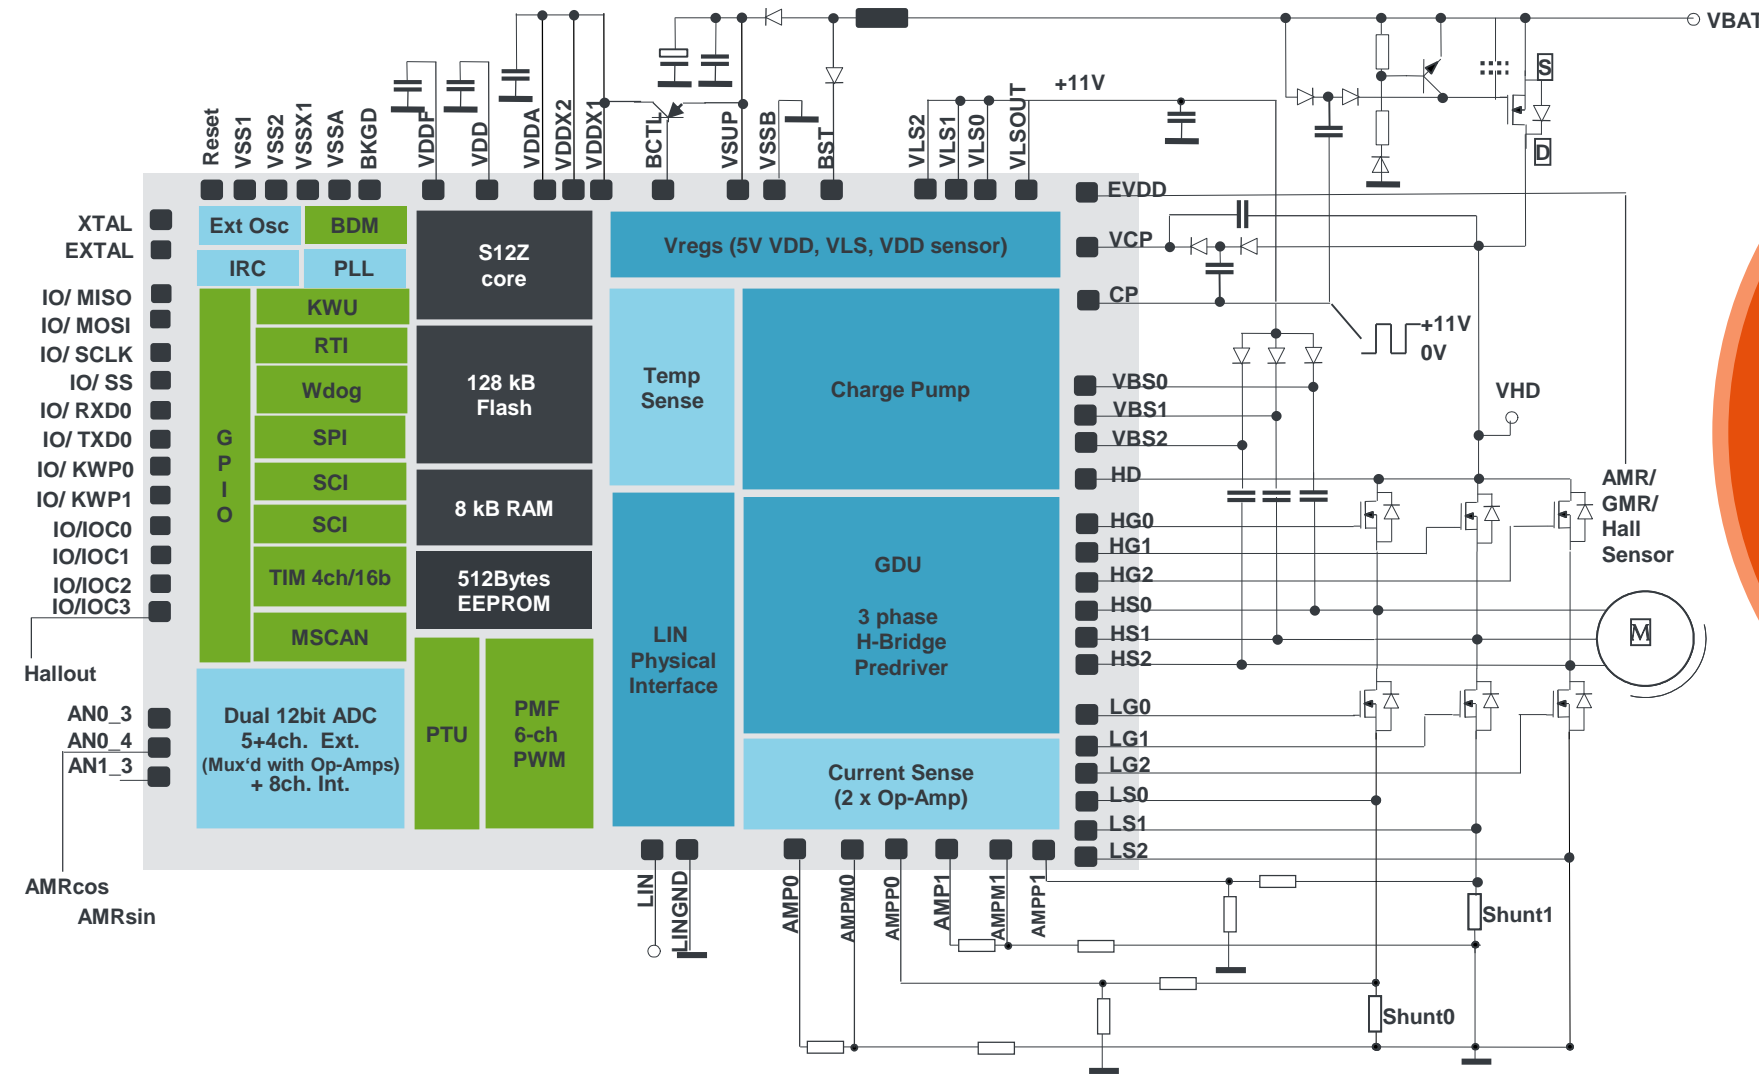 VBAT
+11V
S
D
Reset
VSS1
VSS2
VSSX1
VSSA
BKGD
VDDF
VDD
VDDA
VDDX2
VDDX1
BCTL
VSUP
VSSB
BST
VLS2
VLS1
VLS0
VLSOUT
XTAL
EXTAL
IO/ MISO
IO/ MOSI
IO/ SCLK
IO/ SS
IO/ RXD0
IO/ TXD0
IO/ KWP0
IO/ KWP1
IO/IOC0
IO/IOC1
IO/IOC2
IO/IOC3
Hallout
AN0_3
AN0_4
AN1_3
AMRcos
AMRsin
Ext Osc
BDM
IRC
PLL
GPIO
KWU
RTI
Wdog
SPI
SCI
SCI
TIM 4ch/16b
MSCAN
Dual 12bit ADC
5+4ch. Ext.
(Mux‘d with Op-Amps)
+ 8ch. Int.
S12Z
core
128 kB
Flash
8 kB RAM
512Bytes
EEPROM
PTU
PMF
6-ch
PWM
Vregs (5V VDD, VLS, VDD sensor)
Temp
Sense
Charge Pump
LIN
Physical
Interface
GDU
3 phase
H-Bridge
Predriver
Current Sense
(2 x Op-Amp)
EVDD
VCP
CP
VBS0
VBS1
VBS2
HD
HG0
HG1
HG2
HS0
HS1
HS2
LG0
LG1
LG2
LS0
LS1
LS2
+11V
0V
VHD
AMR/
GMR/
Hall
Sensor
M
LIN
LINGND
AMP0
AMPM0
AMPP0
AMP1
AMPM1
AMPP1
Shunt1
Shunt0